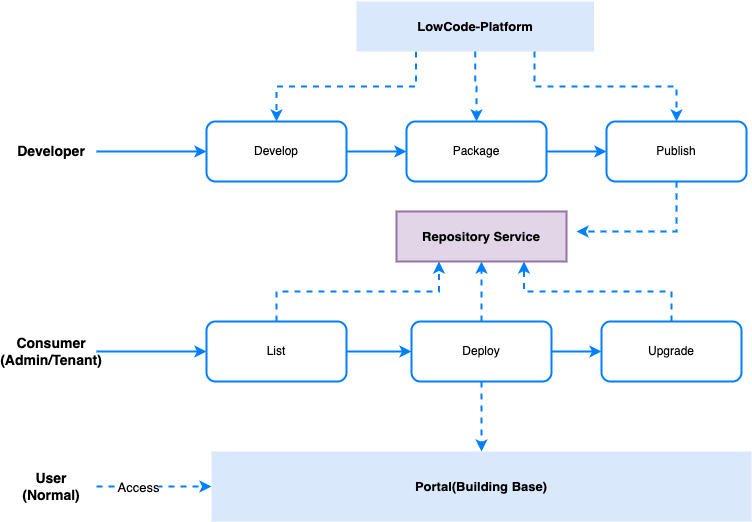 LowCode-Platform
Developer
Develop
Package
Publish
Repository Service
Consumer
(Admin/Tenant)
List
Deploy
Upgrade
User
(Normal)
Access
Portal(Building Base)